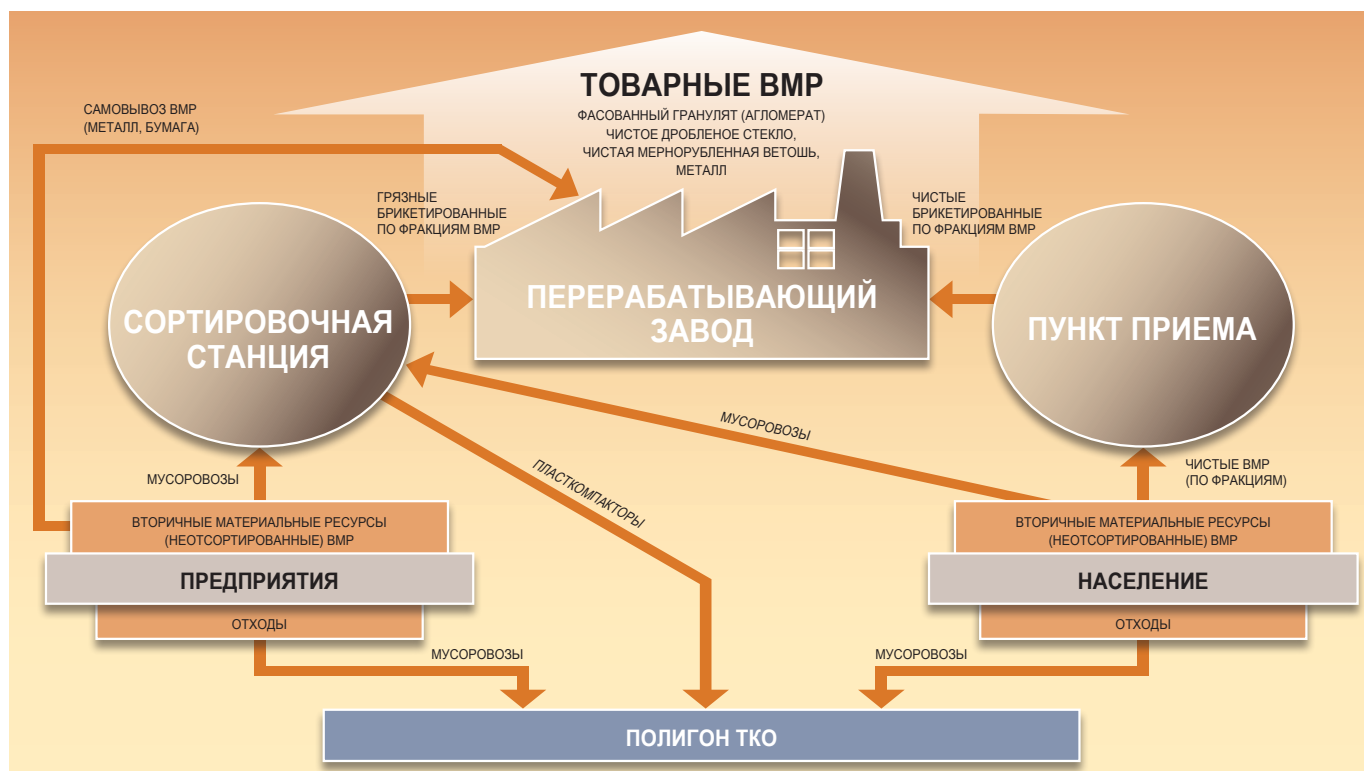 ТОВАРНЫЕ ВМР
ФАСОВАННЫЙ ГРАНУЛЯТ (АГЛОМЕРАТ)
ЧИСТОЕ ДРОБЛЕНОЕ СТЕКЛО,
ЧИСТАЯ МЕРНОРУБЛЕННАЯ ВЕТОШЬ,
МЕТАЛЛ
САМОВЫВОЗ ВМР
(МЕТАЛЛ, БУМАГА)
ГРЯЗНЫЕ
БРИКЕТИРОВАННЫЕ
ПО ФРАКЦИЯМ ВМР
ЧИСТЫЕ
БРИКЕТИРОВАННЫЕ
ПО ФРАКЦИЯМ ВМР
СОРТИРОВОЧНАЯ
СТАНЦИЯ
ПЕРЕРАБАТЫВАЮЩИЙ
ЗАВОД
ПУНКТ ПРИЕМА
МУСОРОВОЗЫ
ПЛАСТКОМПАКТОРЫ
МУСОРОВОЗЫ
ЧИСТЫЕ ВМР
(ПО ФРАКЦИЯМ)
ВТОРИЧНЫЕ МАТЕРИАЛЬНЫЕ РЕСУРСЫ
(НЕОТСОРТИРОВАННЫЕ) ВМР
ПРЕДПРИЯТИЯ
ОТХОДЫ
ВТОРИЧНЫЕ МАТЕРИАЛЬНЫЕ РЕСУРСЫ
(НЕОТСОРТИРОВАННЫЕ) ВМР
НАСЕЛЕНИЕ
ОТХОДЫ
МУСОРОВОЗЫ
МУСОРОВОЗЫ
ПОЛИГОН ТКО